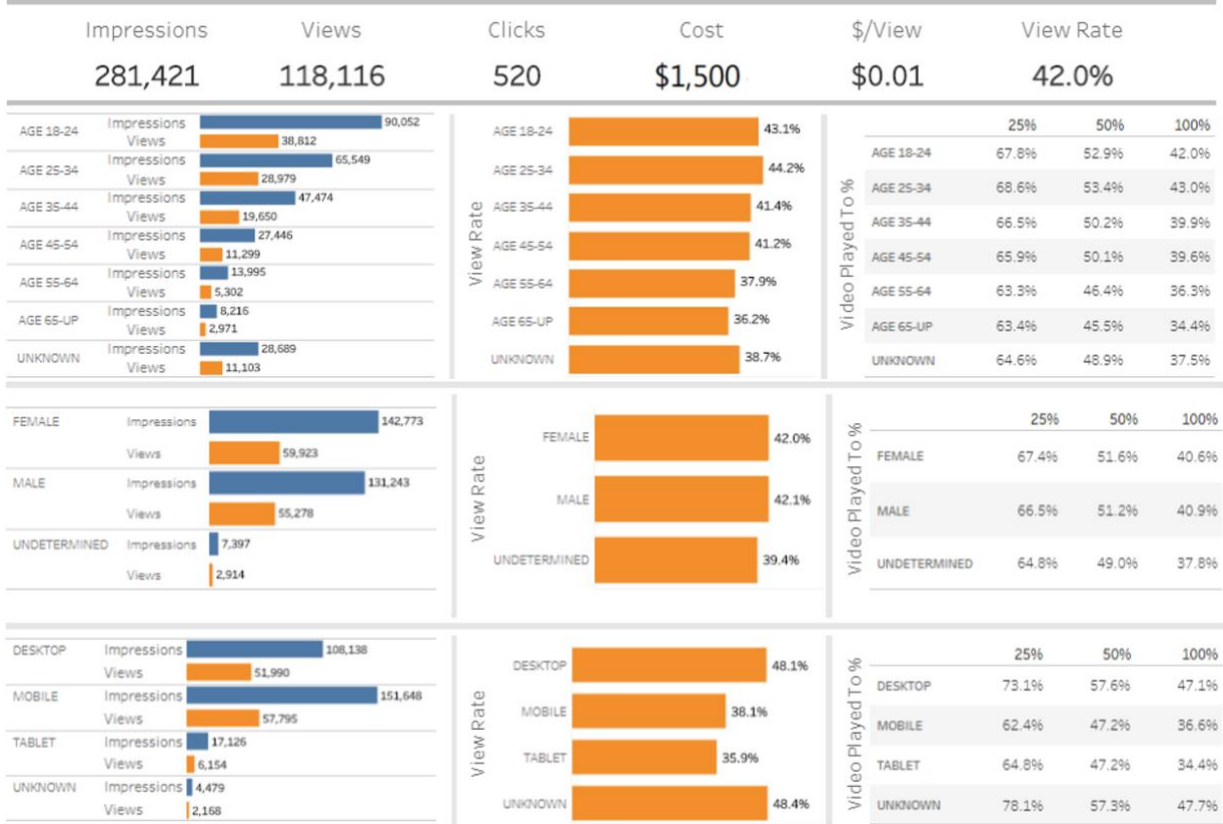 Impressions Views Clicks Cost $/View View Rate
281,421 118,116 520 $1,500 $0.01 42.0%
AGE 18-24 Impressions 90,052
Views 38,812
AGE 25-34 Impressions 65,549
Views 28,979
AGE 35-44 Impressions 47,474
Views 19,650
AGE 45-54 Impressions 27,446
Views 11,299
AGE 55-64 Impressions 13,995
Views 5,302
AGE 65-UP Impressions 8,216
Views 2,971
UNKNOWN Impressions 28,689
Views 11,103
View Rate
AGE 18-24 43.1%
AGE 25-34 44.2%
AGE 35-44 41.4%
AGE 45-54 41.2%
AGE 55-64 37.9%
AGE 65-UP 36.2%
UNKNOWN 38.7%
Video Played To %
25% 50% 100%
AGE 18-24 67.8% 52.9% 42.0%
AGE 25-34 68.6% 53.4% 43.0%
AGE 35-44 66.5% 50.2% 39.9%
AGE 45-54 65.9% 50.1% 39.6%
AGE 55-64 63.3% 46.4% 36.3%
AGE 65-UP 63.4% 45.5% 34.4%
UNKNOWN 64.6% 48.9% 37.5%
FEMALE Impressions 142,773
Views 59,923
MALE Impressions 131,243
Views 55,278
UNDETERMINED Impressions 7,397
Views 2,914
View Rate
FEMALE 42.0%
MALE 42.1%
UNDETERMINED 39.4%
Video Played To %
25% 50% 100%
FEMALE 67.4% 51.6% 40.6%
MALE 66.5% 51.2% 40.9%
UNDETERMINED 64.8% 49.0% 37.8%
DESKTOP Impressions 108,138
Views 51,990
MOBILE Impressions 151,648
Views 57,795
TABLET Impressions 17,126
Views 6,154
UNKNOWN Impressions 4,479
Views 2,168
View Rate
DESKTOP 48.1%
MOBILE 38.1%
TABLET 35.9%
UNKNOWN 48.4%
Video Played To %
25% 50% 100%
DESKTOP 73.1% 57.6% 47.1%
MOBILE 62.4% 47.2% 36.6%
TABLET 64.8% 47.2% 34.4%
UNKNOWN 78.1% 57.3% 47.7%